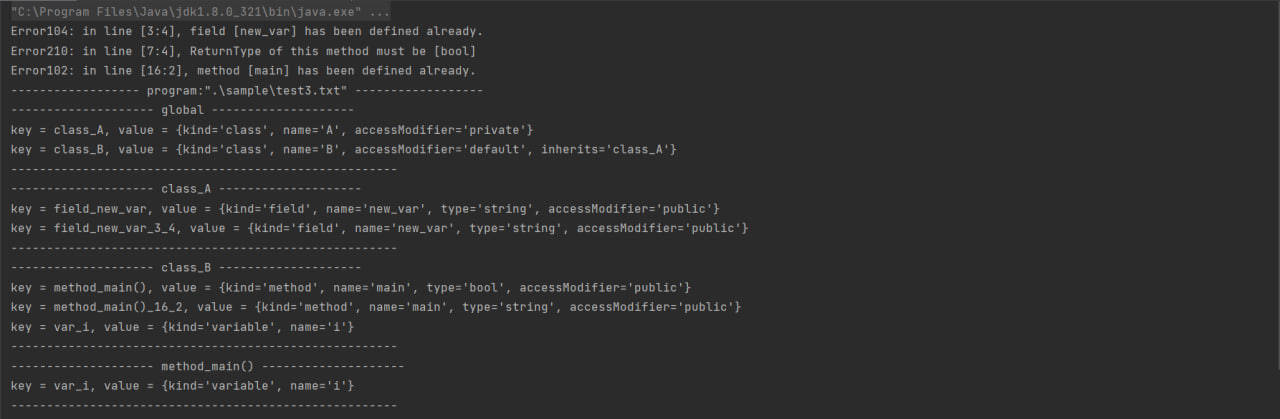 "C:\Program Files\Java\jdk1.8.0_321\bin\java.exe" ...
Error104: in line [3:4], field [new_var] has been defined already.
Error210: in line [7:4], ReturnType of this method must be [bool]
Error102: in line [16:2], method [main] has been defined already.
------------------ program:".\sample\test3.txt" ------------------
-------------------- global --------------------
key = class_A, value = {kind='class', name='A', accessModifier='private'}
key = class_B, value = {kind='class', name='B', accessModifier='default', inherits='class_A'}
------------------------------------------------------
-------------------- class_A --------------------
key = field_new_var, value = {kind='field', name='new_var', type='string', accessModifier='public'}
key = field_new_var_3_4, value = {kind='field', name='new_var', type='string', accessModifier='public'}
------------------------------------------------------
-------------------- class_B --------------------
key = method_main(), value = {kind='method', name='main', type='bool', accessModifier='public'}
key = method_main()_16_2, value = {kind='method', name='main', type='string', accessModifier='public'}
key = var_i, value = {kind='variable', name='i'}
------------------------------------------------------
-------------------- method_main() --------------------
key = var_i, value = {kind='variable', name='i'}
------------------------------------------------------